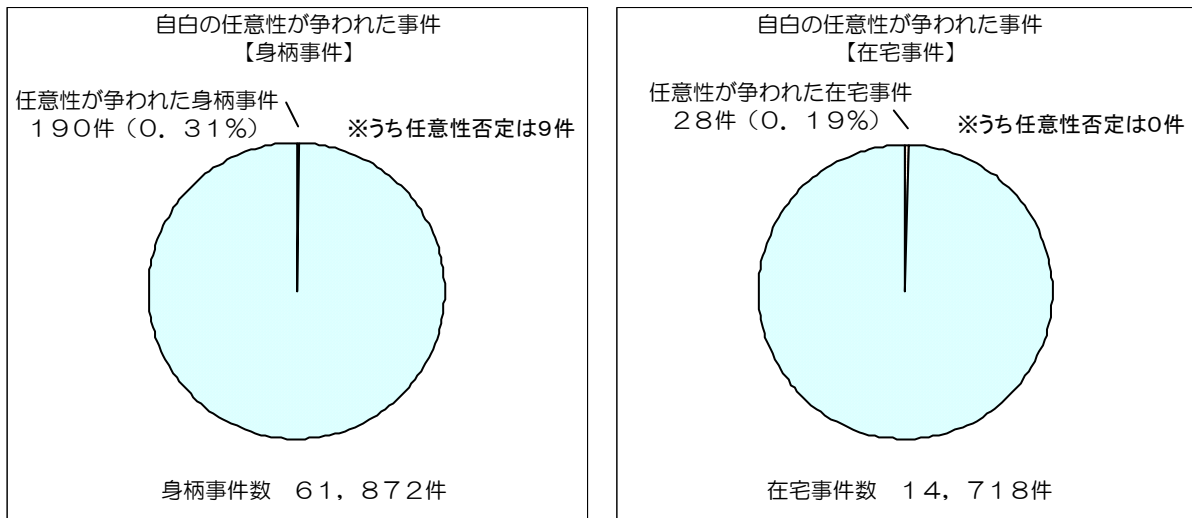 自白の任意性が争われた事件
【身柄事件】
任意性が争われた身柄事件
１９０件（０．３１%）
※うち任意性否定は９件
身柄事件数　６１，８７２件
自白の任意性が争われた事件
【在宅事件】
任意性が争われた在宅事件
２８件（０．１９%）
※うち任意性否定は０件
在宅事件数　１４，７１８件